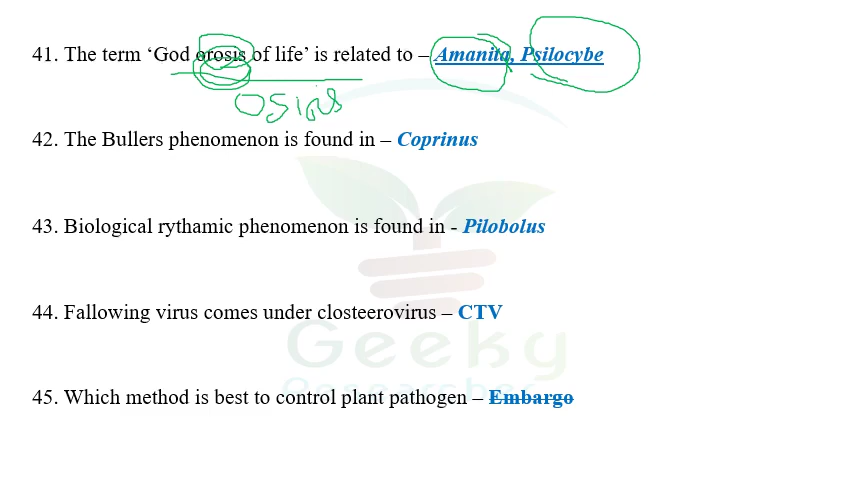 41. The term ‘God orosis of life’ is related to – Amanita, Psilocybe
42. The Bullers phenomenon is found in – Coprinus
43. Biological rythamic phenomenon is found in - Pilobolus
44. Fallowing virus comes under closteerovirus – CTV
Geeky
Researcher
45. Which method is best to control plant pathogen – Embargo